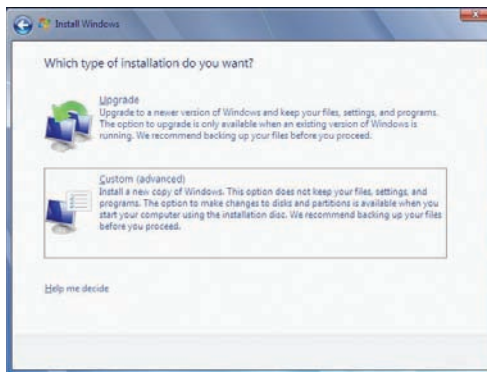 Install Windows
Which type of installation do you want?
Upgrade
Upgrade to a newer version of Windows and keep your files, settings, and programs.
The option to upgrade is only available when an existing version of Windows is
running. We recommend backing up your files before you proceed.
Custom (advanced)
Install a new copy of Windows. This option does not keep your files, settings, and
programs. The option to make changes to disks and partitions is available when you
start your computer using the installation disc. We recommend backing up your files
before you proceed.
Help me decide